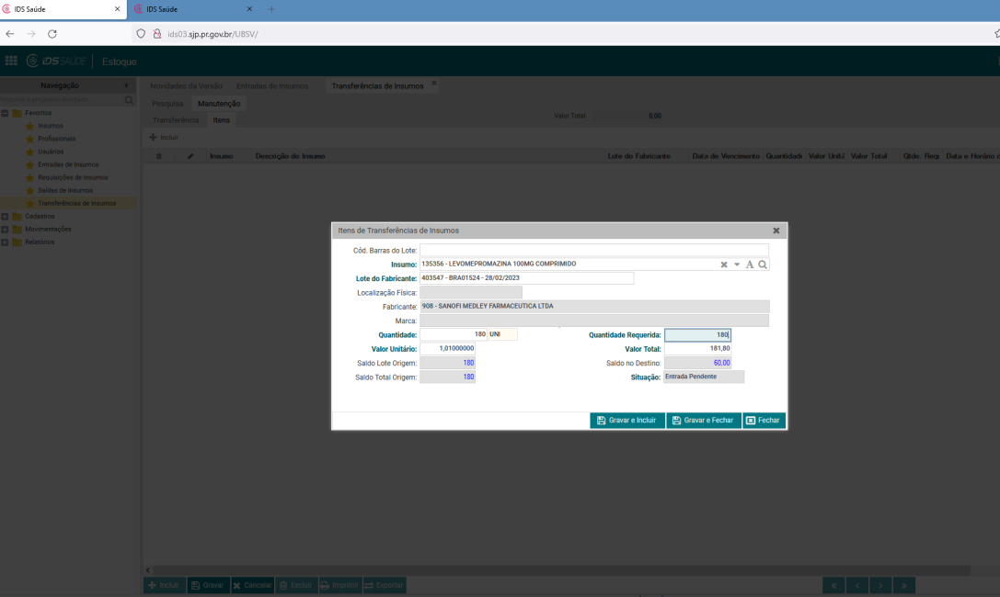 IDS Saúde
IDS Saúde
ids03.sjp.pr.gov.br/UBSV/
iDS SAÚDE Estoque
Navegação
Novidades da Versão Entradas de Insumos Transferências de Insumos
Pesquisa Manutenção
Transferência Itens
Valor Total: 0,00
Incluir
Insumo Descrição do Insumo Lote do Fabricante Data de Vencimento Quantidade Valor Unitá Valor Total Qtde. Req Data e Horário
Favoritos
Insumos
Profissionais
Usuários
Entradas de Insumos
Requisições de Insumos
Saídas de Insumos
Transferências de Insumos
Cadastros
Movimentações
Relatórios
Itens de Transferências de Insumos
Cód. Barras do Lote:
Insumo: 135356 - LEVOMEPROMAZINA 100MG COMPRIMIDO
Lote do Fabricante: 403547 - BRA01524 - 28/02/2023
Localização Física:
Fabricante: 908 - SANOFI MEDLEY FARMACEUTICA LTDA
Marca:
Quantidade: 180 UNI Quantidade Requerida: 180
Valor Unitário: 1,01000000 Valor Total: 181,80
Saldo Lote Origem: 180 Saldo no Destino: 60,00
Saldo Total Origem: 180 Situação: Entrada Pendente
Gravar e Incluir Gravar e Fechar Fechar
Incluir Gravar Cancelar Excluir Imprimir Exportar